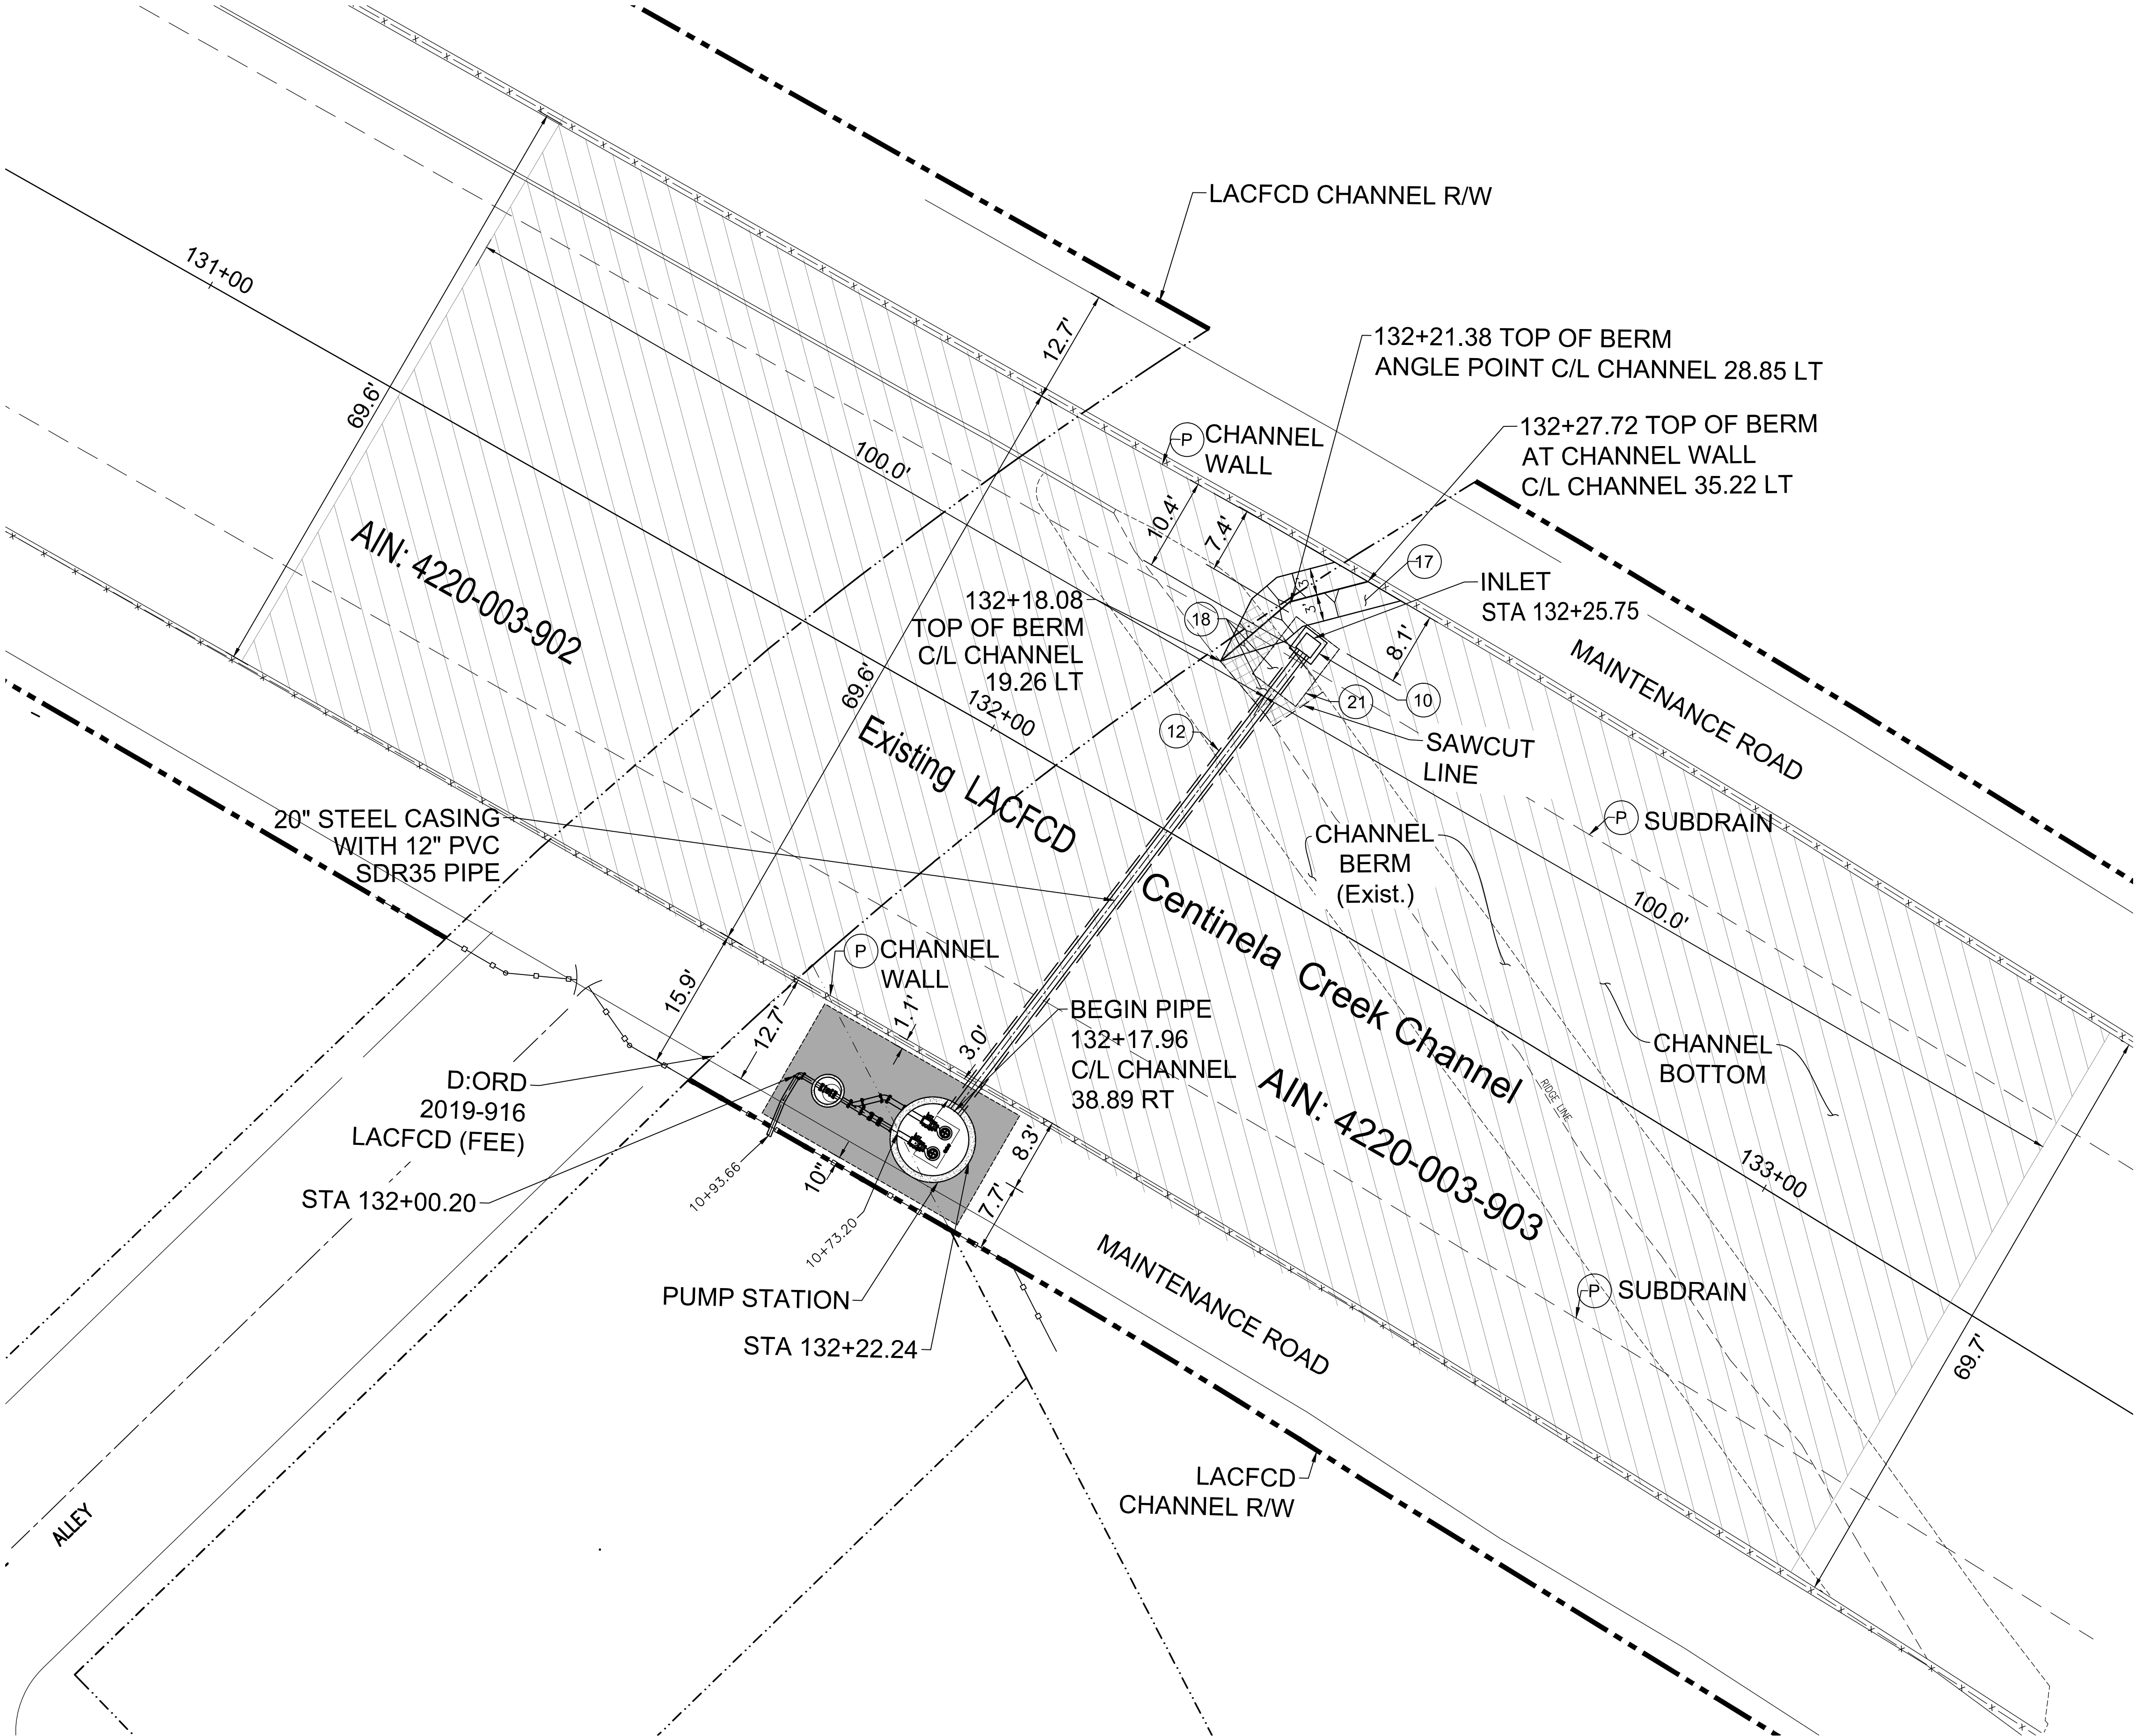 LACFCD CHANNEL R/W
131+00
12.7'
132+21.38 TOP OF BERM
ANGLE POINT C/L CHANNEL 28.85 LT
69.6'
132+27.72 TOP OF BERM
AT CHANNEL WALL
C/L CHANNEL 35.22 LT
P
CHANNEL
WALL
100.0'
10.4'
7.4'
17
3'
3'
INLET
STA 132+25.75
AIN: 4220-003-902
132+18.08
TOP OF BERM
C/L CHANNEL
19.26 LT
18
8.1'
MAINTENANCE ROAD
69.6'
132+00
21
10
12
SAWCUT
LINE
Existing LACFCD
20" STEEL CASING
WITH 12" PVC
SDR35 PIPE
P
SUBDRAIN
CHANNEL
BERM
(Exist.)
100.0'
Centinela Creek Channel
P
CHANNEL
WALL
15.9'
12.7'
1.1'
3.0'
BEGIN PIPE
132+17.96
C/L CHANNEL
38.89 RT
CHANNEL
BOTTOM
D:ORD
2019-916
LACFCD (FEE)
AIN: 4220-003-903
RIDGE LINE
8.3'
7.7'
133+00
STA 132+00.20
10+93.66
10"
10+73.20
PUMP STATION
STA 132+22.24
MAINTENANCE ROAD
P
SUBDRAIN
69.7'
LACFCD
CHANNEL R/W
ALLEY